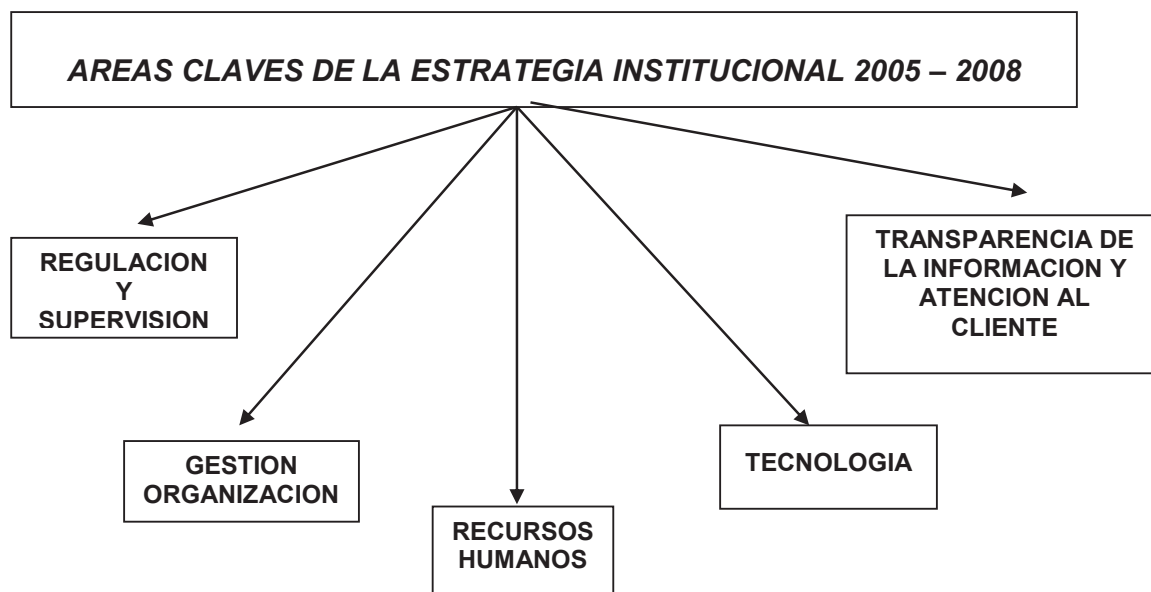 AREAS CLAVES DE LA ESTRATEGIA INSTITUCIONAL 2005 – 2008
REGULACION
Y
SUPERVISION
TRANSPARENCIA DE
LA INFORMACION Y
ATENCION AL
CLIENTE
GESTION
ORGANIZACION
RECURSOS
HUMANOS
TECNOLOGIA